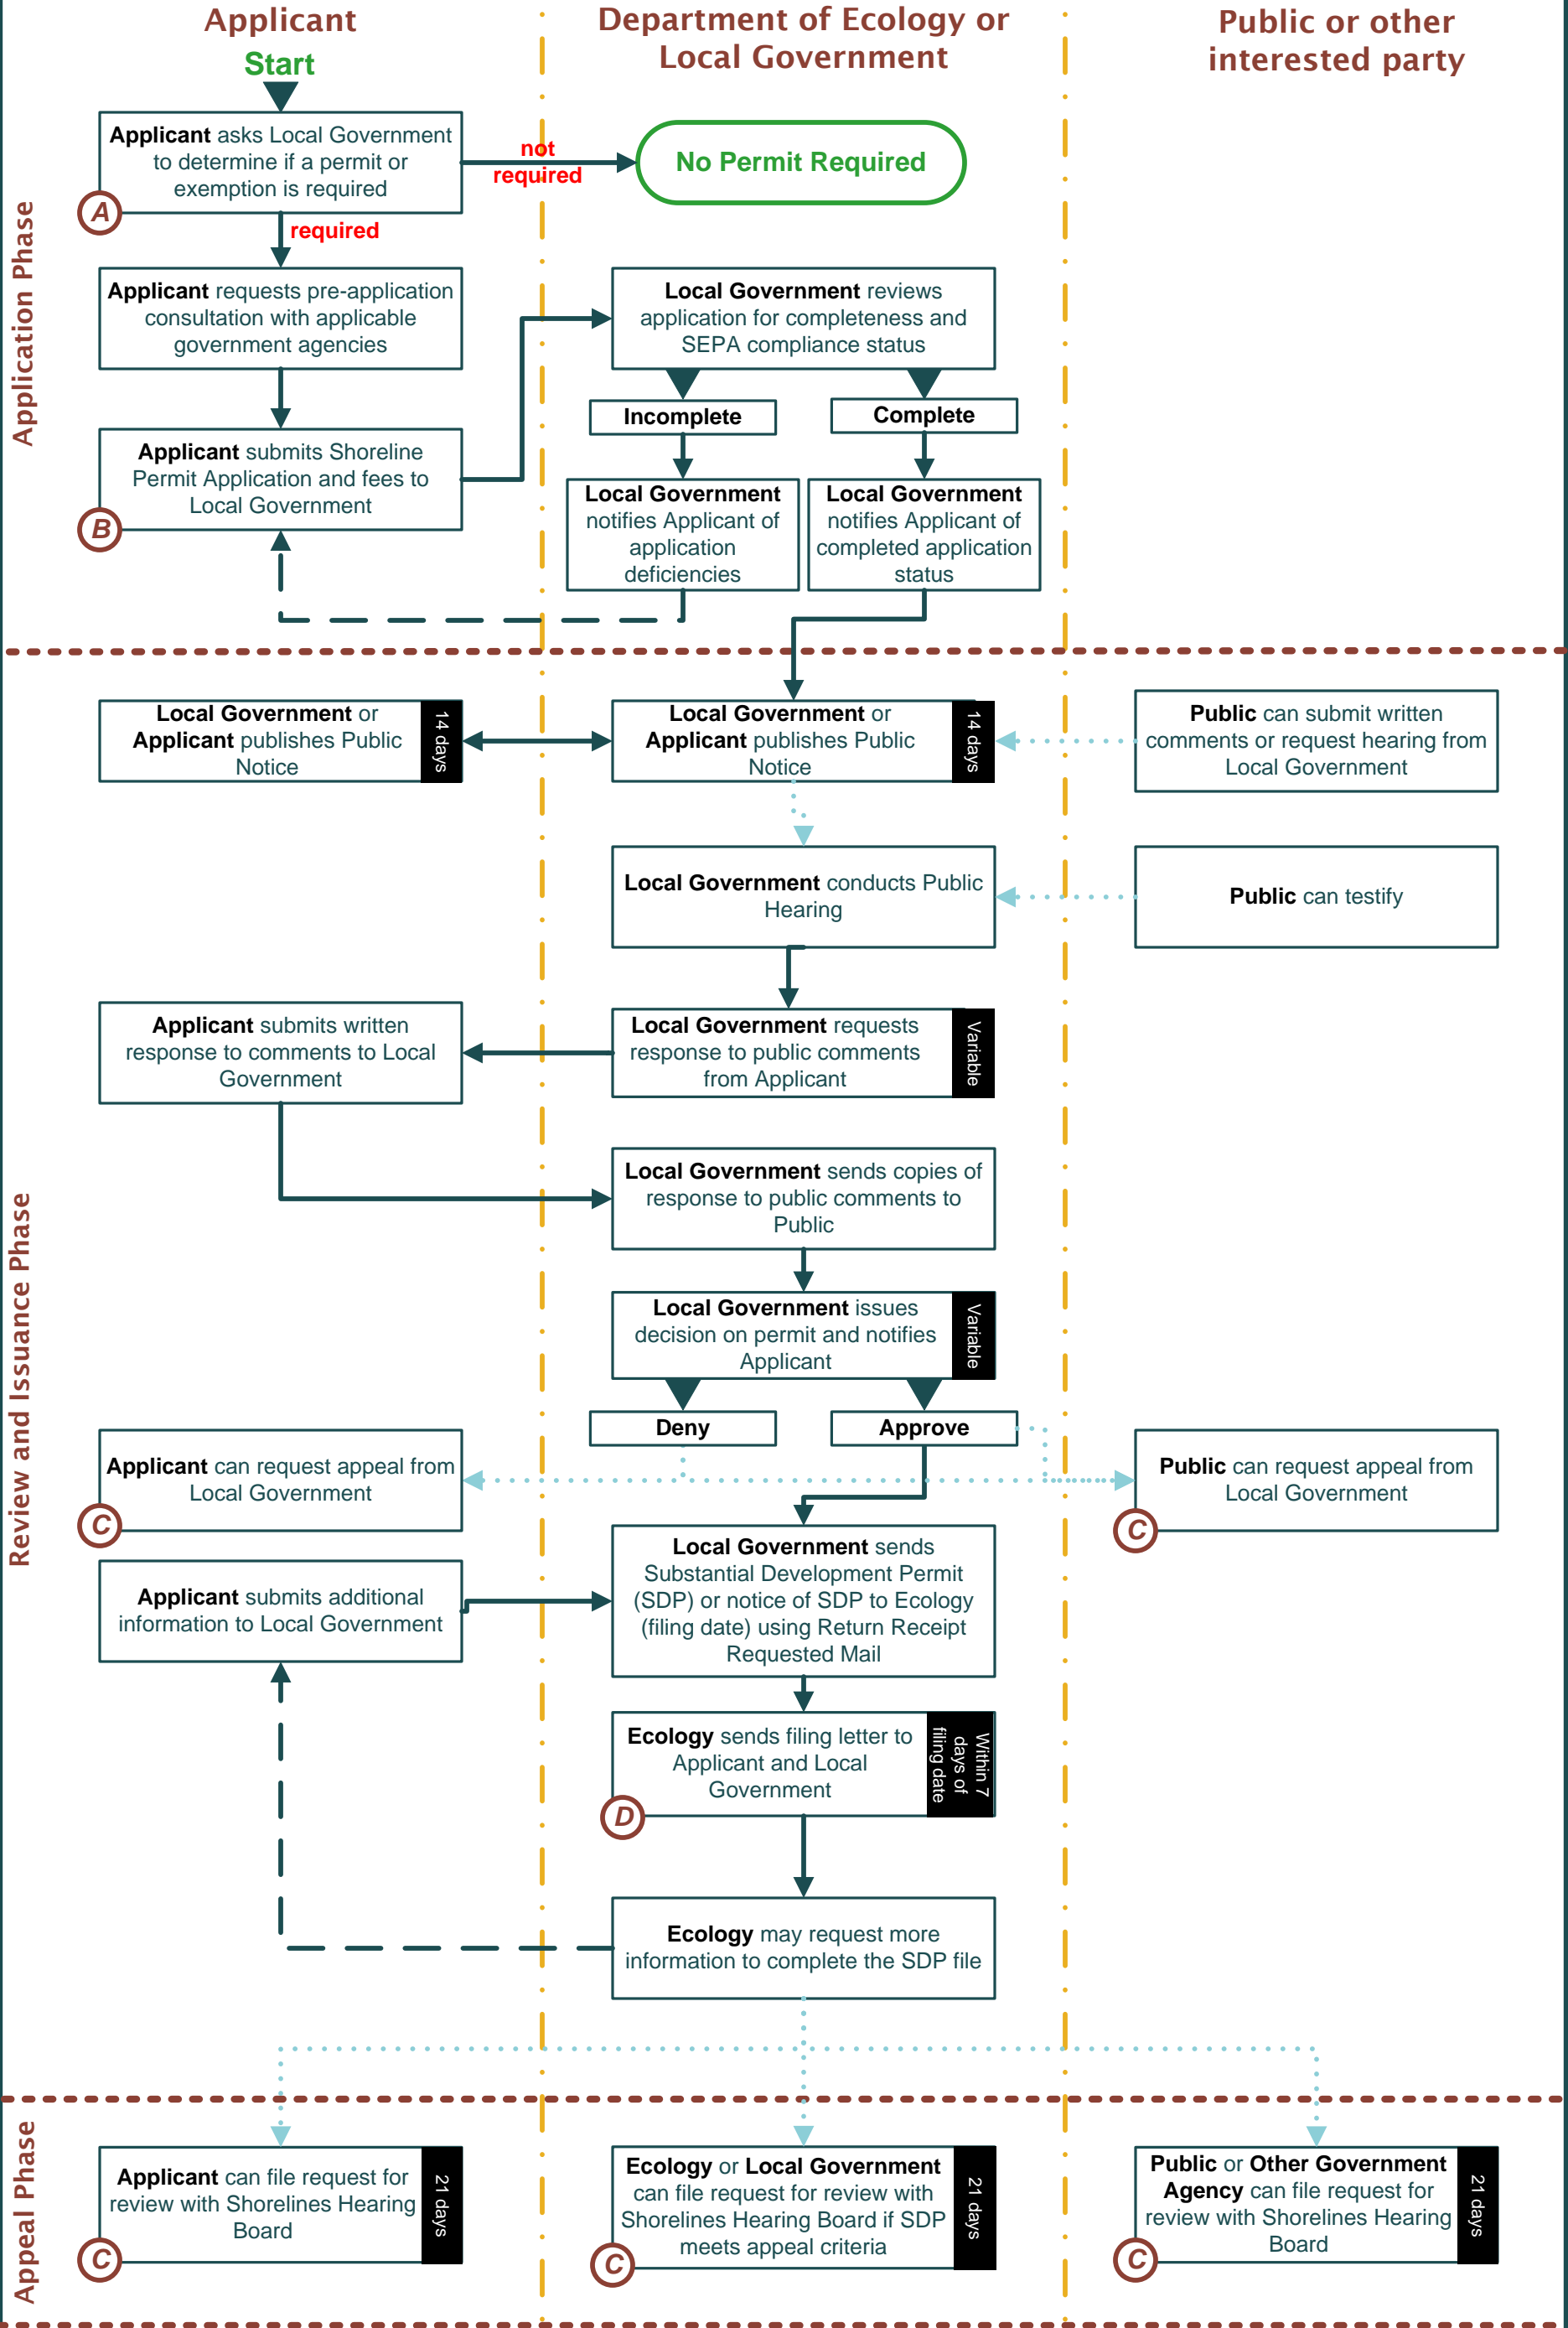 Applicant
Department of Ecology or
Local Government
Public or other
interested party
Start
Application Phase
Applicant asks Local Government
to determine if a permit or
exemption is required
A
not
required
No Permit Required
required
Applicant requests pre-application
consultation with applicable
government agencies
Local Government reviews
application for completeness and
SEPA compliance status
Incomplete
Complete
Applicant submits Shoreline
Permit Application and fees to
Local Government
B
Local Government
notifies Applicant of
application
deficiencies
Local Government
notifies Applicant of
completed application
status
Review and Issuance Phase
Local Government or
Applicant publishes Public
Notice
14 days
Local Government or
Applicant publishes Public
Notice
14 days
Public can submit written
comments or request hearing from
Local Government
Local Government conducts Public
Hearing
Public can testify
Applicant submits written
response to comments to Local
Government
Local Government requests
response to public comments
from Applicant
Variable
Local Government sends copies of
response to public comments to
Public
Local Government issues
decision on permit and notifies
Applicant
Variable
Deny
Approve
Applicant can request appeal from
Local Government
C
Public can request appeal from
Local Government
C
Local Government sends
Substantial Development Permit
(SDP) or notice of SDP to Ecology
(filing date) using Return Receipt
Requested Mail
Applicant submits additional
information to Local Government
Ecology sends filing letter to
Applicant and Local
Government
Within 7
days of
filing date
D
Ecology may request more
information to complete the SDP file
Appeal Phase
Applicant can file request for
review with Shorelines Hearing
Board
21 days
C
Ecology or Local Government
can file request for review with
Shorelines Hearing Board if SDP
meets appeal criteria
21 days
C
Public or Other Government
Agency can file request for
review with Shorelines Hearing
Board
21 days
C